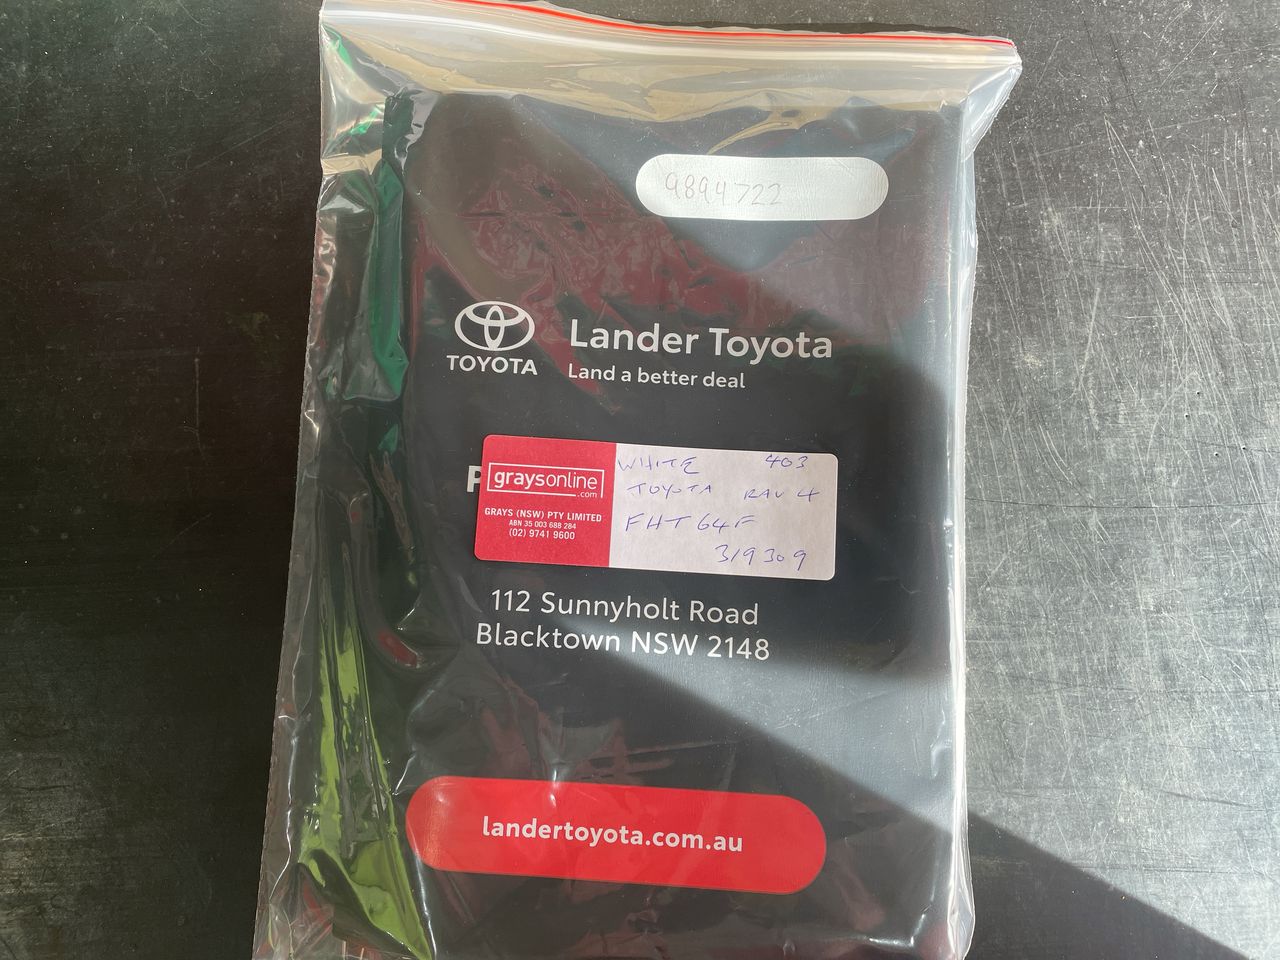 9894722
TOYOTA
Lander Toyota
Land a better deal
P
graysonline
.com
GRAYS (NSW) PTY LIMITED
ABN 35 003 688 284
(02) 9741 9600
WHITE 403
TOYOTA RAV 4
FHT64F
319309
112 Sunnyholt Road
Blacktown NSW 2148
landertoyota.com.au